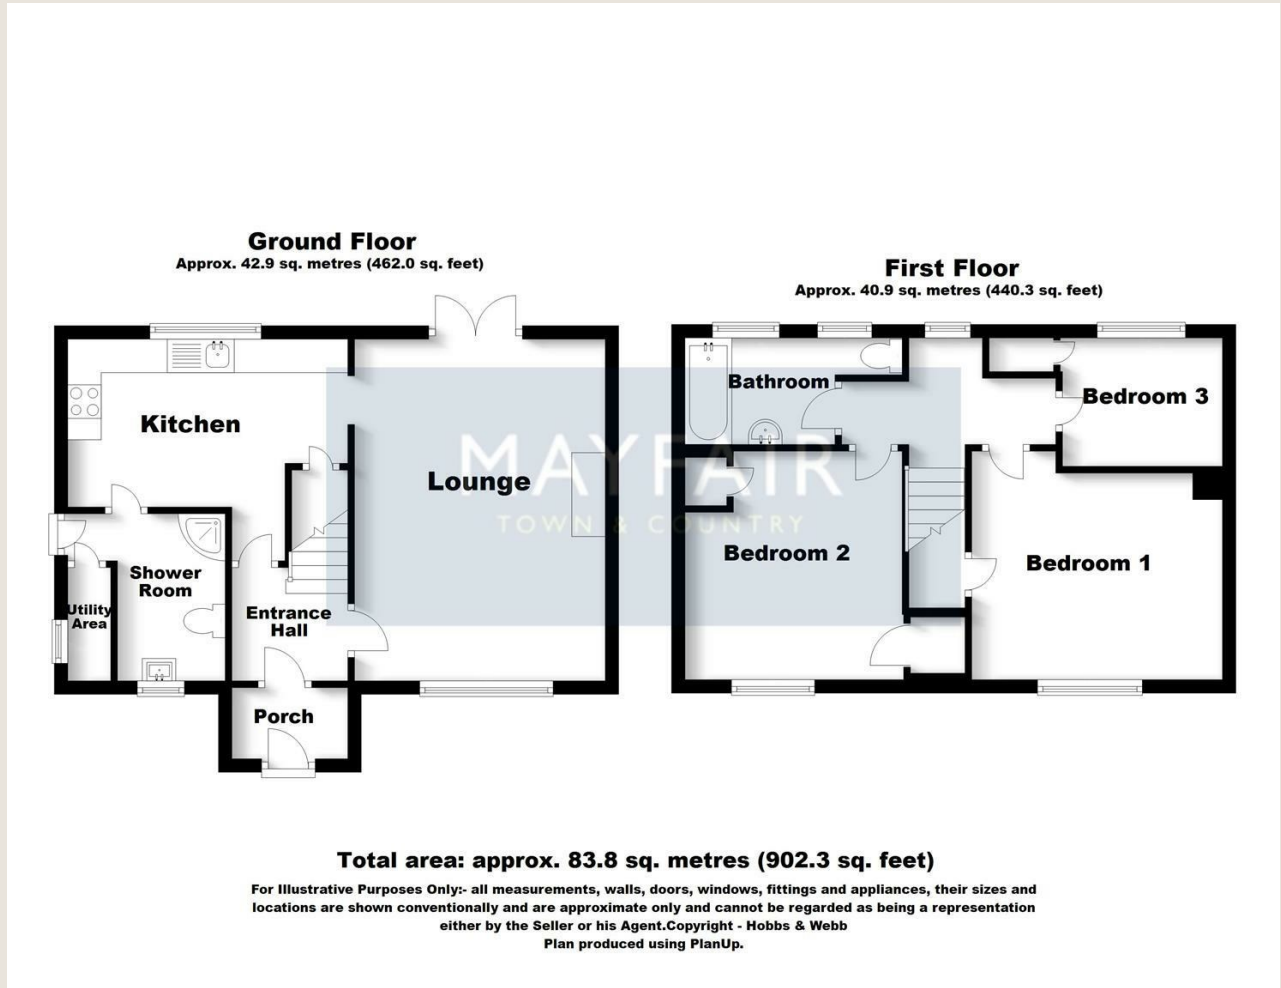 Ground Floor
Approx. 42.9 sq. metres (462.0 sq. feet)
First Floor
Approx. 40.9 sq. metres (440.3 sq. feet)
Kitchen
Lounge
Shower
Room
Utility
Area
Entrance
Hall
Porch
Bathroom
Bedroom 3
Bedroom 2
Bedroom 1
MAYFAIR
TOWN & COUNTRY
Total area: approx. 83.8 sq. metres (902.3 sq. feet)
For Illustrative Purposes Only:- all measurements, walls, doors, windows, fittings and appliances, their sizes and
locations are shown conventionally and are approximate only and cannot be regarded as being a representation
either by the Seller or his Agent.Copyright - Hobbs & Webb
Plan produced using PlanUp.